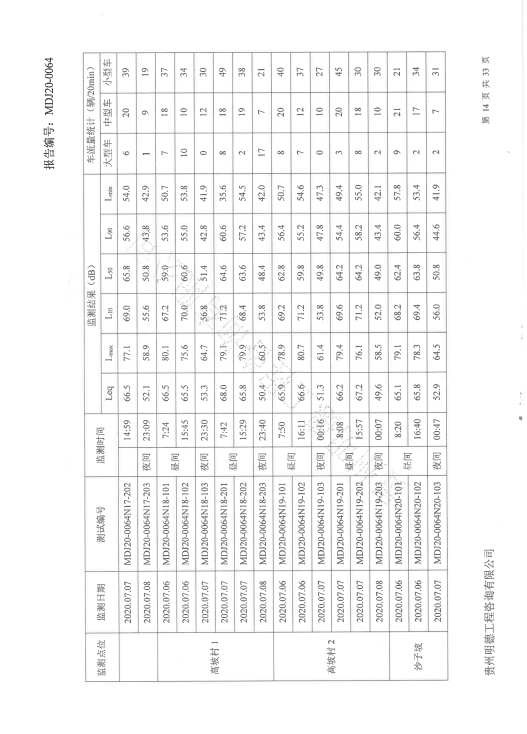 报告编号：MDJ20-0064
监测点位 监测日期 测试编号 监测时间 监测结果（dB） 车流量统计（辆/20min）
Leq Lmax L10 L50 L90 Lmin 大型车 中型车 小型车
2020.07.07 MDJ20-0064N17-202 14:59 66.5 77.1 69.0 65.8 56.6 54.0 6 20 39
2020.07.08 MDJ20-0064N17-203 夜间 23:09 52.1 58.9 55.6 50.8 43.8 42.9 1 9 19
高坡村 1 2020.07.06 MDJ20-0064N18-101 昼间 7:24 66.5 80.1 67.2 59.0 53.6 50.7 7 18 37
2020.07.06 MDJ20-0064N18-102 15:45 65.5 75.6 70.0 60.6 55.0 53.8 10 10 34
2020.07.07 MDJ20-0064N18-103 夜间 23:30 53.3 64.7 56.8 51.4 42.8 41.9 0 12 30
2020.07.07 MDJ20-0064N18-201 昼间 7:42 68.0 79.1 71.2 64.6 60.6 35.6 8 18 49
2020.07.07 MDJ20-0064N18-202 15:29 65.8 79.9 68.4 63.6 57.2 54.5 2 19 38
2020.07.08 MDJ20-0064N18-203 夜间 23:40 50.4 60.5 53.8 48.4 43.4 42.0 17 7 21
高坡村 2 2020.07.06 MDJ20-0064N19-101 昼间 7:50 65.9 78.9 69.2 62.8 56.4 50.7 8 20 40
2020.07.06 MDJ20-0064N19-102 16:11 66.6 80.7 71.2 59.8 55.2 54.6 7 12 37
2020.07.07 MDJ20-0064N19-103 夜间 00:16 51.3 61.4 53.8 49.8 47.8 47.3 0 10 27
2020.07.07 MDJ20-0064N19-201 昼间 8:08 66.2 79.4 69.6 64.2 54.4 49.4 3 20 45
2020.07.07 MDJ20-0064N19-202 15:57 67.2 76.1 71.2 64.2 58.2 55.0 8 18 30
2020.07.08 MDJ20-0064N19-203 夜间 00:07 49.6 58.5 52.0 49.0 43.4 42.1 2 10 30
沙子坡 2020.07.06 MDJ20-0064N20-101 昼间 8:20 65.1 79.1 68.2 62.4 60.0 57.8 9 21 21
2020.07.06 MDJ20-0064N20-102 16:40 65.8 78.3 69.4 63.8 56.4 53.4 2 17 34
2020.07.07 MDJ20-0064N20-103 夜间 00:47 52.9 64.5 56.0 50.8 44.6 41.9 2 7 31
贵州明德工程咨询有限公司
第 14 页 共 33 页